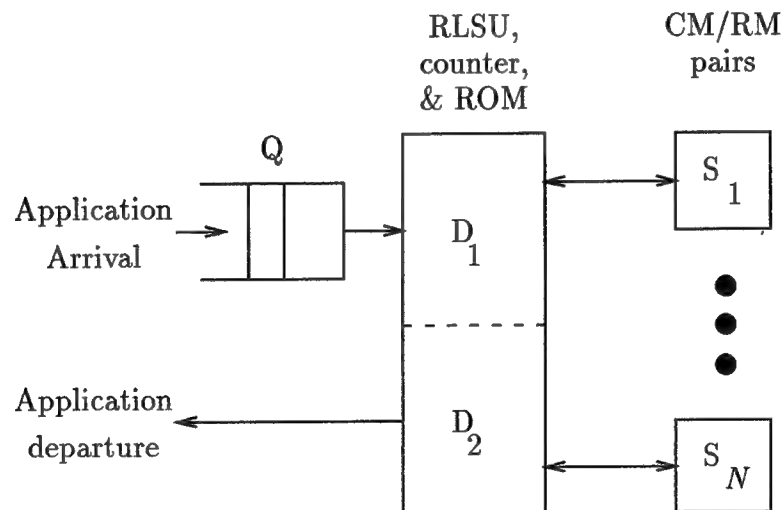 RLSU,
counter,
& ROM
CM/RM
pairs
Q
Application
Arrival
D1
S1
Application
departure
D2
SN